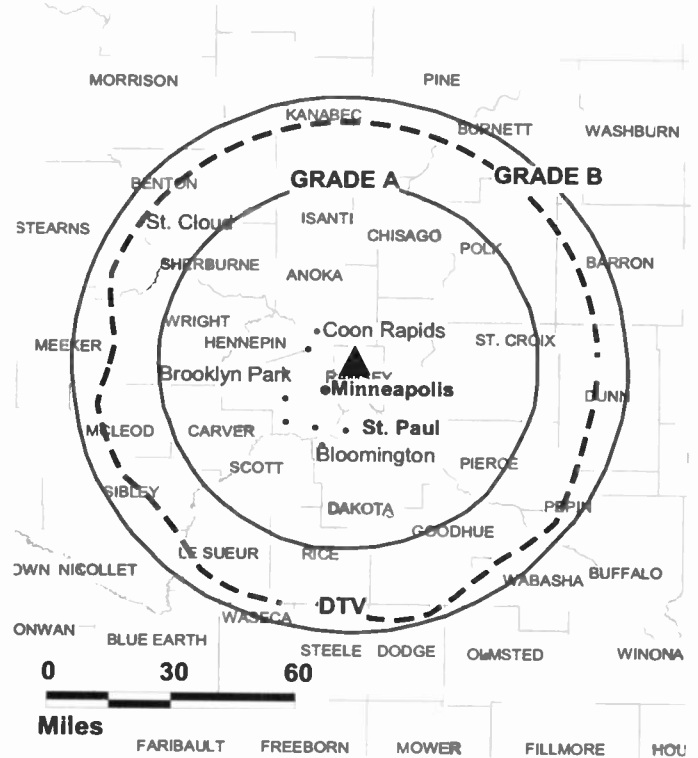 MORRISON
PINE
KANABEC
BURNETT
WASHBURN
GRADE A
GRADE B
BENTON
STEARNS
St. Cloud
ISANTI
CHISAGO
POLK
SHERBURNE
ANOKA
BARRON
WRIGHT
Coon Rapids
HENNEPIN
ST. CROIX
MEEKER
Brooklyn Park
Minneapolis
DUNN
MCLEOD
CARVER
St. Paul
Bloomington
SCOTT
PIERCE
SIBLEY
DAKOTA
PEPIN
GOODHUE
LE SUEUR
RICE
OWN
NICOLLET
WABASHA
BUFFALO
DTV
WASECA
ONWAN
BLUE EARTH
STEELE
DODGE
OLMSTED
WINONA
0 30 60
Miles
FARIBAULT
FREEBORN
MOWER
FILLMORE
HOU